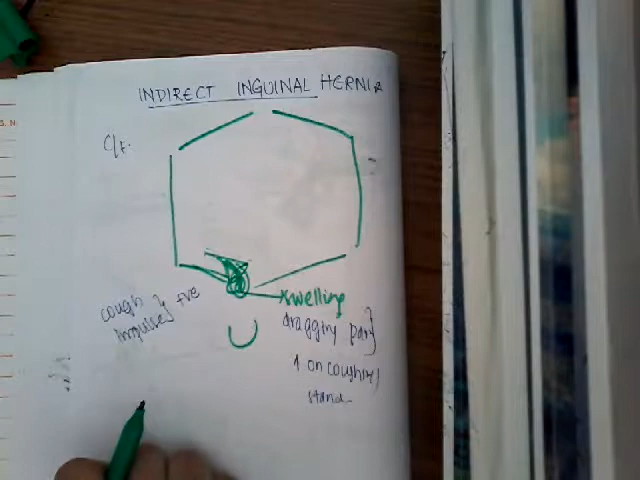 INDIRECT INGUINAL HERNIA
C/F.
cough
impulse} +ve
swelling
dragging pain}
↑ on coughing/
stand